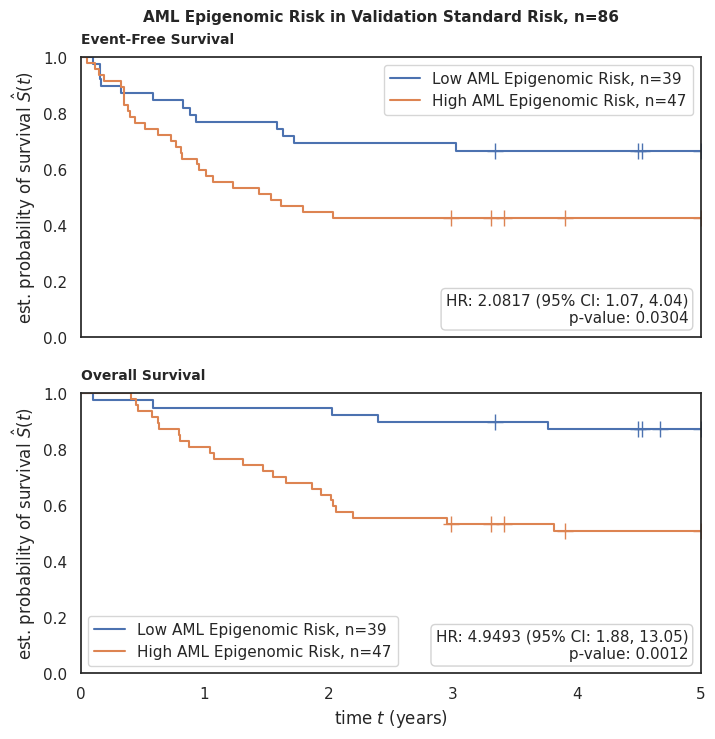 AML Epigenomic Risk in Validation Standard Risk, n=86
Event-Free Survival
1.0
0.8
0.6
0.4
0.2
0.0
est. probability of survival Ŝ(t)
Low AML Epigenomic Risk, n=39
High AML Epigenomic Risk, n=47
HR: 2.0817 (95% CI: 1.07, 4.04)
p-value: 0.0304
Overall Survival
1.0
0.8
0.6
0.4
0.2
0.0
est. probability of survival Ŝ(t)
Low AML Epigenomic Risk, n=39
High AML Epigenomic Risk, n=47
HR: 4.9493 (95% CI: 1.88, 13.05)
p-value: 0.0012
0 1 2 3 4 5
time t (years)